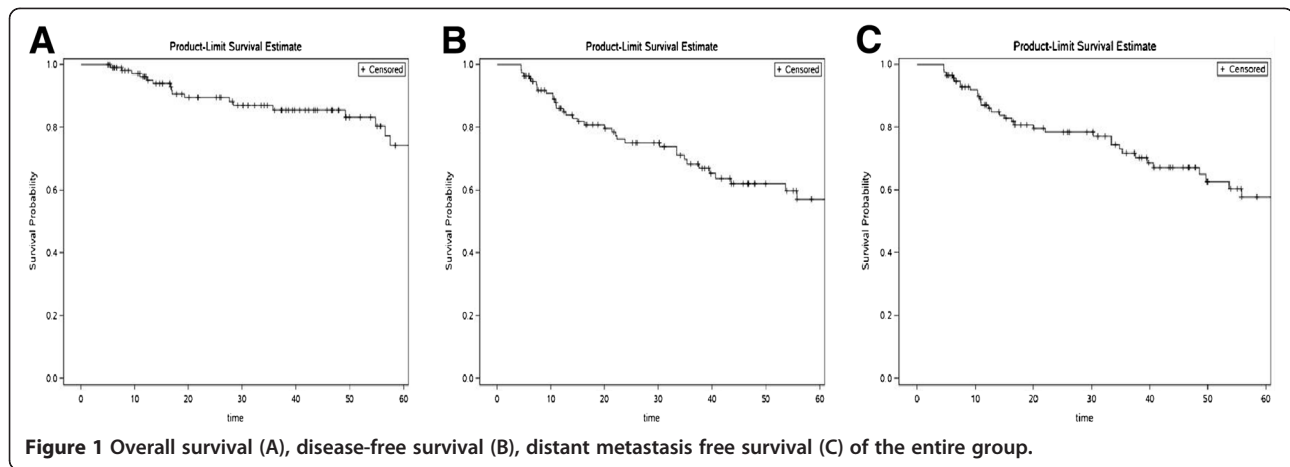 A
Product-Limit Survival Estimate
+ Censored
1.0
0.8
0.6
0.4
0.2
0.0
Survival Probability
0 10 20 30 40 50 60
time
B
Product-Limit Survival Estimate
+ Censored
1.0
0.8
0.6
0.4
0.2
0.0
Survival Probability
0 10 20 30 40 50 60
time
C
Product-Limit Survival Estimate
+ Censored
1.0
0.8
0.6
0.4
0.2
0.0
Survival Probability
0 10 20 30 40 50 60
time
Figure 1 Overall survival (A), disease-free survival (B), distant metastasis free survival (C) of the entire group.